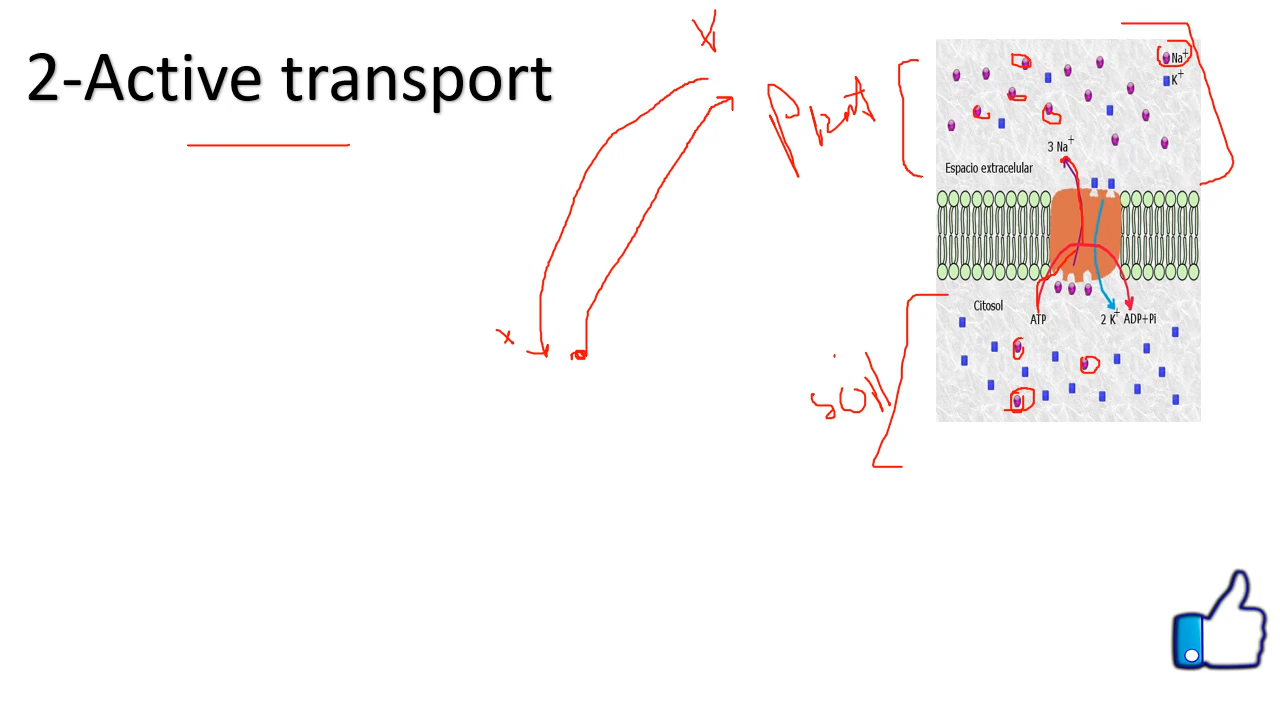 2-Active transport
x
Plant
Na+
K+
3 Na+
Espacio extracelular
Citosol
ATP
2 K+
ADP+Pi
x
soil